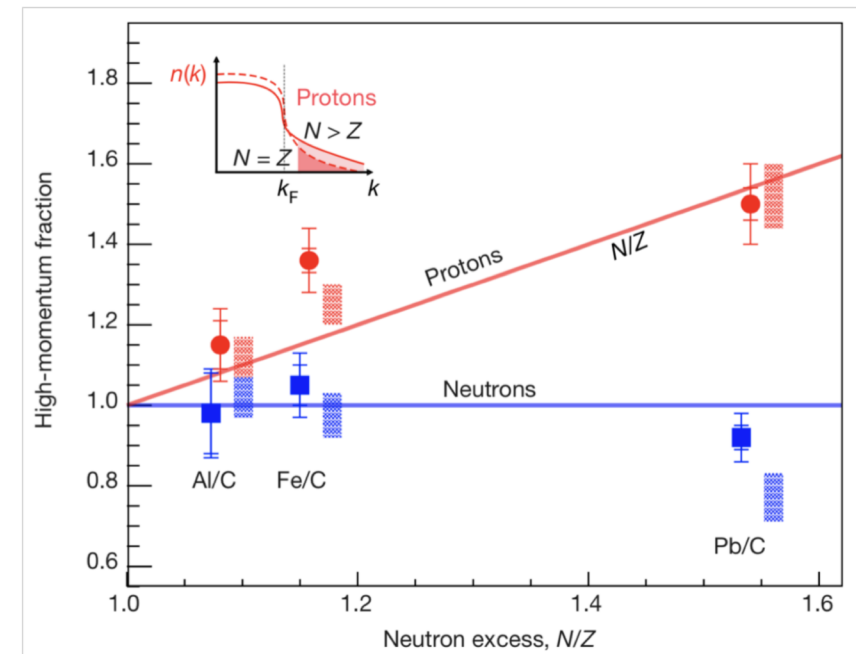 n(k)
Protons
N > Z
N = Z
kF
k
1.8
1.6
1.4
1.2
1.0
0.8
0.6
High-momentum fraction
Protons
N/Z
Neutrons
Al/C
Fe/C
Pb/C
1.0
1.2
1.4
1.6
Neutron excess, N/Z